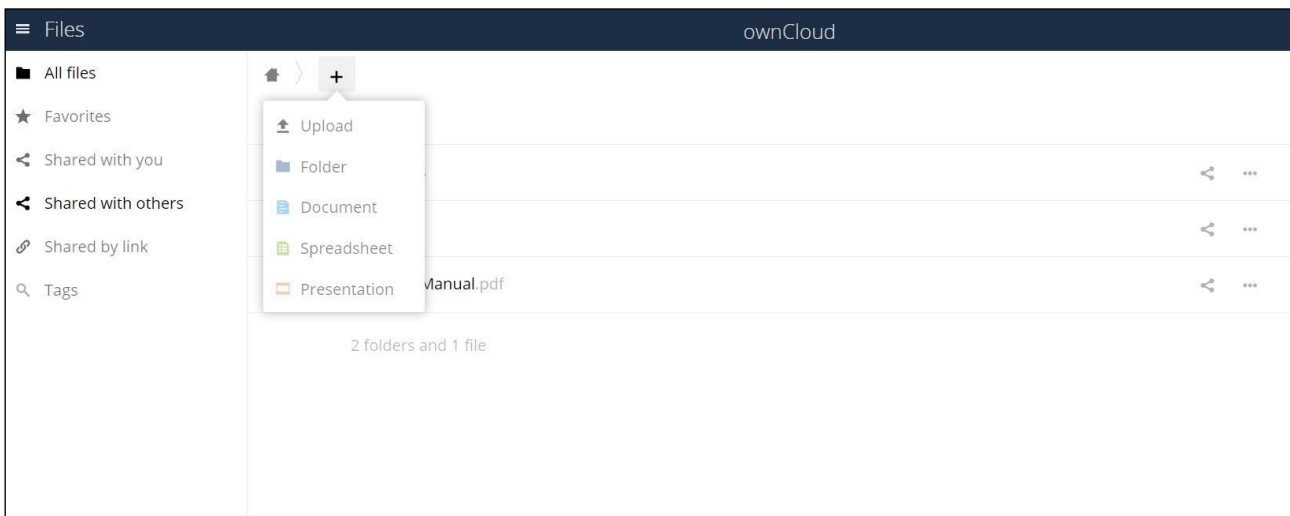 Files
ownCloud
All files
Favorites
Shared with you
Shared with others
Shared by link
Tags
+
Upload
Folder
Document
Spreadsheet
Presentation
Manual.pdf
2 folders and 1 file